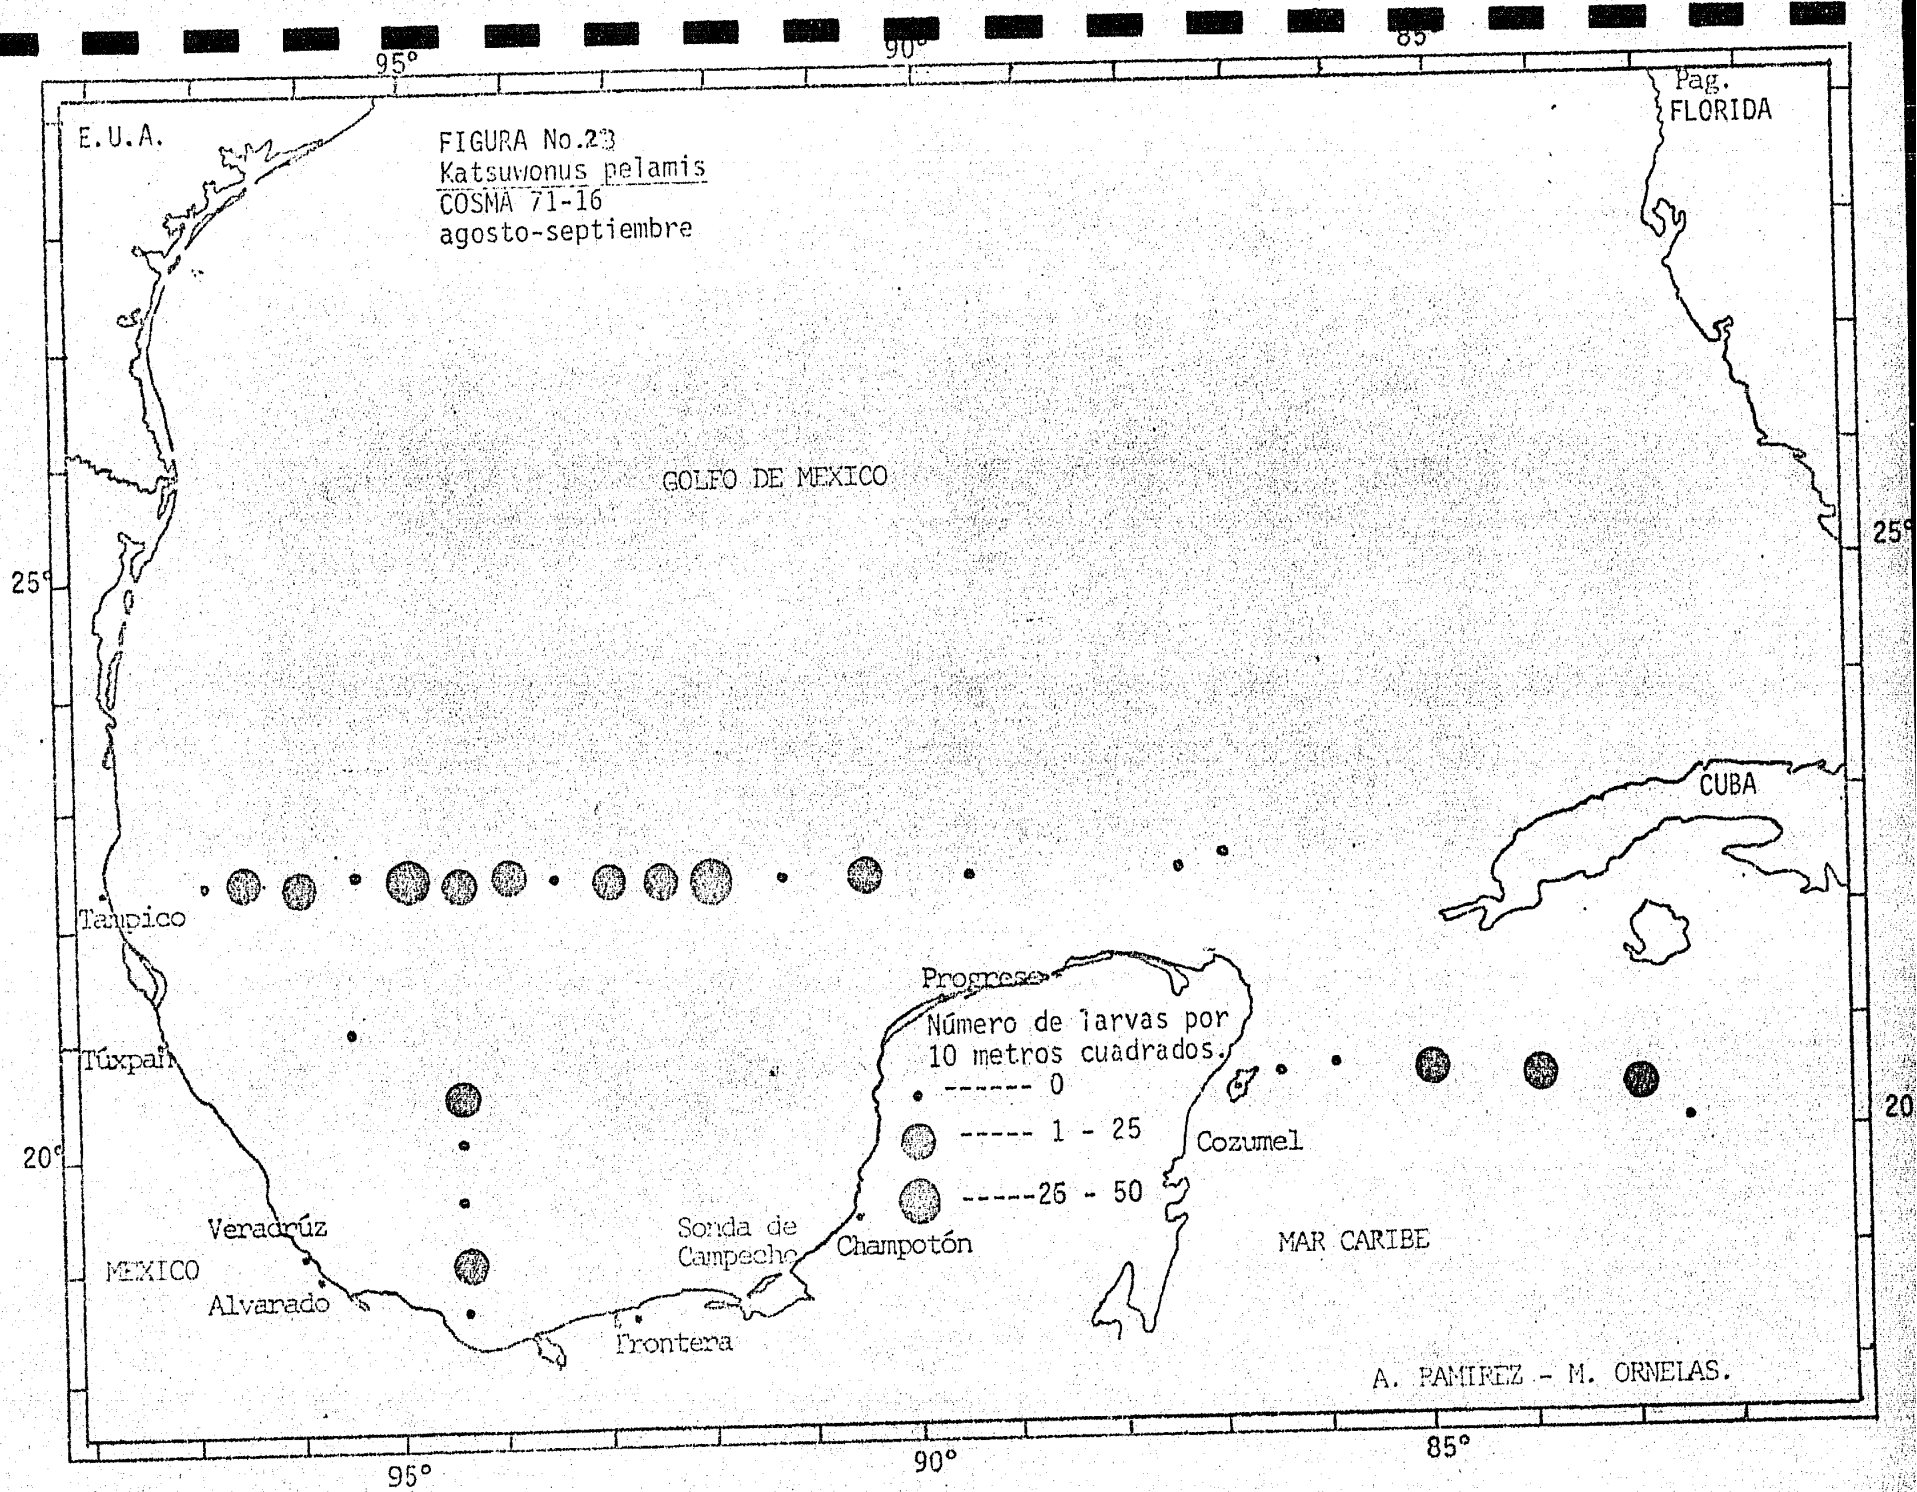 95°
90°
85°
Pag.
FLORIDA
E.U.A.
FIGURA No.23
Katsuwonus pelamis
COSMA 71-16
agosto-septiembre
GOLFO DE MEXICO
25°
25°
CUBA
Tampico
Progreso
Número de larvas por
10 metros cuadrados.
------ 0
----- 1 - 25
-----26 - 50
Túxpan
Cozumel
20°
20
Veracrúz
MEXICO
Alvarado
Sonda de
Campeche
Champotón
Frontera
MAR CARIBE
A. RAMIREZ - M. ORNELAS.
95°
90°
85°